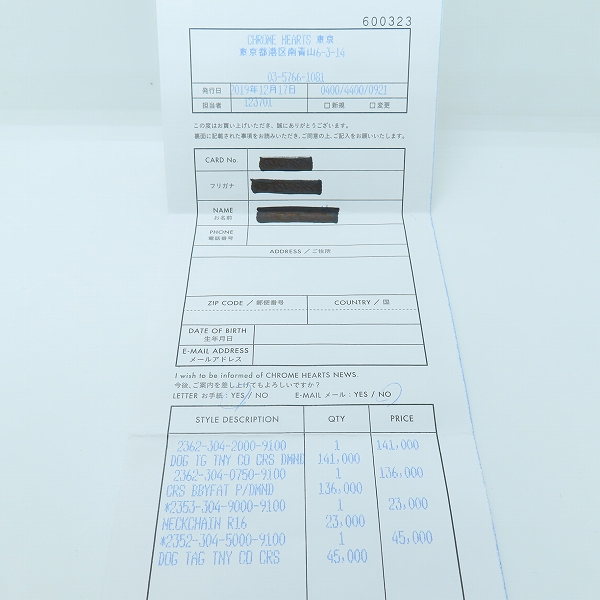 600323
CHROME HEARTS 東京
東京都港区南青山6-3-14
03-5766-1081
発行日 2019年12月17日 0400/4400/0921
担当者 123701 □新規 □変更
この度はお買い上げいただき、誠にありがとうございます。
裏面に記載された事項をお読みいただき、ご同意の上、ご記入をお願いいたします。
CARD No.
フリガナ
NAME
お名前
PHONE
電話番号
ADDRESS / ご住所
ZIP CODE / 郵便番号 COUNTRY / 国
DATE OF BIRTH
生年月日
E-MAIL ADDRESS
メールアドレス
I wish to be informed of CHROME HEARTS NEWS.
今後、ご案内を差し上げてもよろしいですか?
LETTER お手紙 : YES / NO E-MAIL メール : YES / NO
STYLE DESCRIPTION QTY PRICE
2362-304-2000-9100 1 141,000
DOG TG TNY CO CRS DMND 141,000
2362-304-0750-9100 1 136,000
CRS BBYFAT P/DMND 136,000
*2353-304-9000-9100 1 23,000
NECKCHAIN R16 23,000
*2352-304-5000-9100 1 45,000
DOG TAG TNY CO CRS 45,000